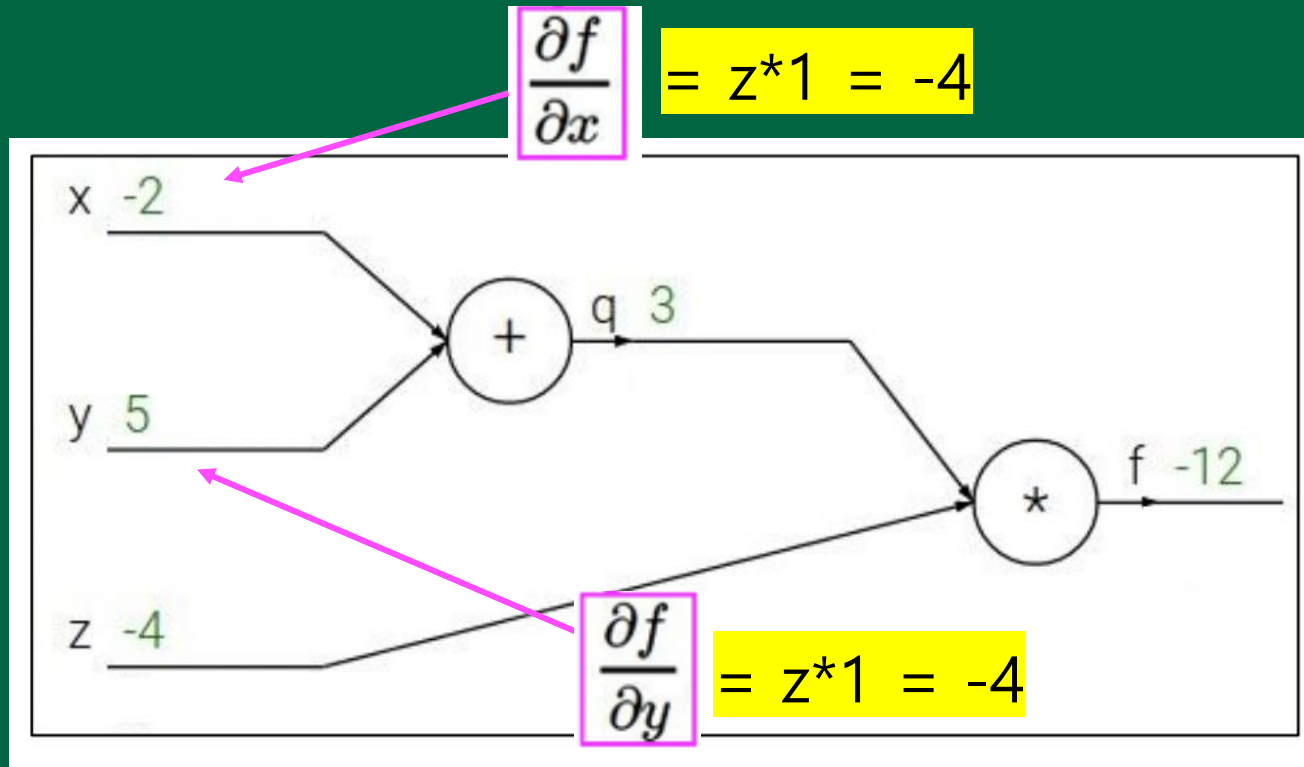 ∂f/∂x = z*1 = -4
x -2
+
q 3
y 5
*
f -12
z -4
∂f/∂y = z*1 = -4